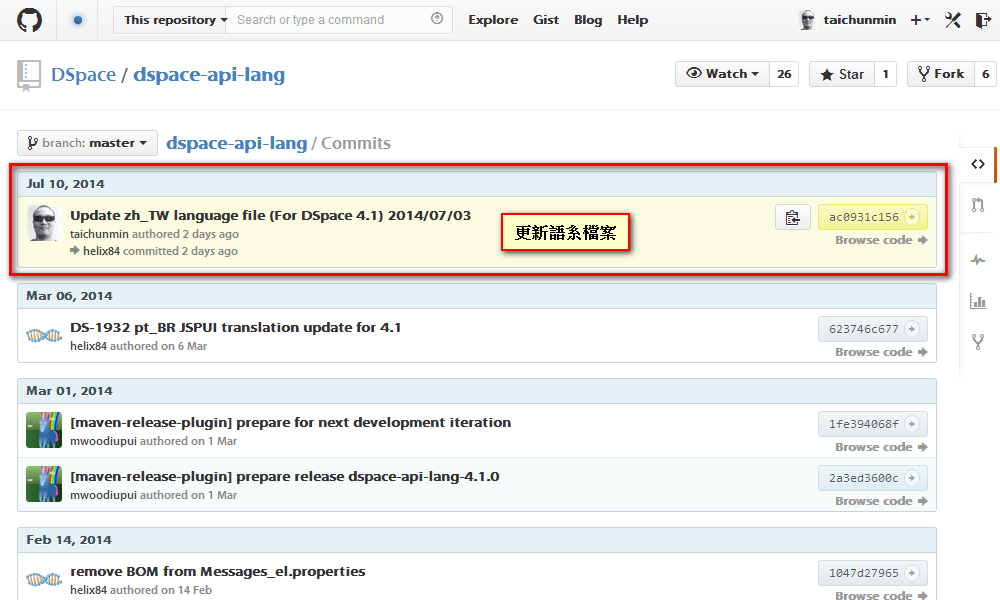 This repository Search or type a command Explore Gist Blog Help taichunmin
DSpace / dspace-api-lang Watch 26 Star 1 Fork 6
branch: master dspace-api-lang / Commits
Jul 10, 2014
Update zh_TW language file (For DSpace 4.1) 2014/07/03 ac0931c156
taichunmin authored 2 days ago 更新語系檔案 Browse code
helix84 committed 2 days ago
Mar 06, 2014
DS-1932 pt_BR JSPUI translation update for 4.1 623746c677
helix84 authored on 6 Mar Browse code
Mar 01, 2014
[maven-release-plugin] prepare for next development iteration 1fe394068f
mwoodiupui authored on 1 Mar Browse code
[maven-release-plugin] prepare release dspace-api-lang-4.1.0 2a3ed3600c
mwoodiupui authored on 1 Mar Browse code
Feb 14, 2014
remove BOM from Messages_el.properties 1047d27965
helix84 authored on 14 Feb Browse code